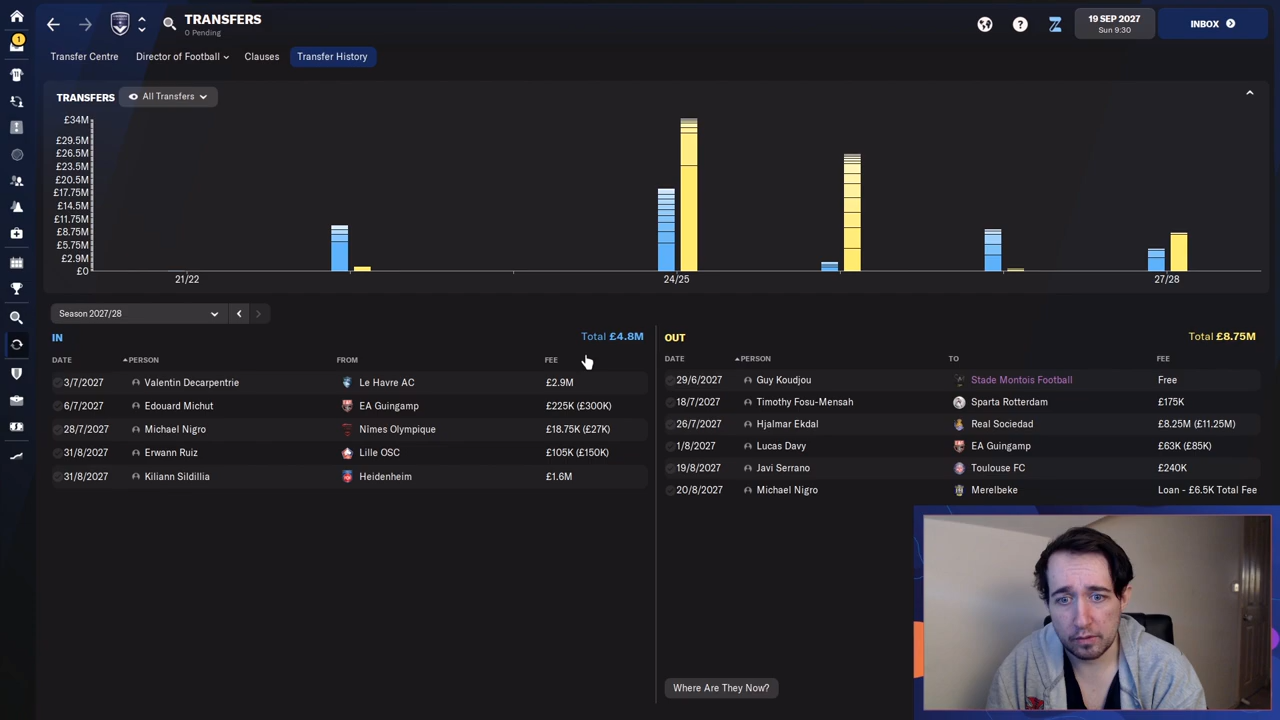 1
TRANSFERS
0 Pending
19 SEP 2027
Sun 9:30
INBOX
Transfer Centre
Director of Football
Clauses
Transfer History
TRANSFERS
All Transfers
£34M
£29.5M
£26.5M
£23.5M
£20.5M
£17.75M
£14.5M
£11.75M
£8.75M
£5.75M
£2.9M
£0
21/22
24/25
27/28
Season 2027/28
IN
Total £4.8M
DATE PERSON FROM FEE
3/7/2027 Valentin Decarpentrie Le Havre AC £2.9M
6/7/2027 Edouard Michut EA Guingamp £225K (£300K)
28/7/2027 Michael Nigro Nîmes Olympique £18.75K (£27K)
31/8/2027 Erwann Ruiz Lille OSC £105K (£150K)
31/8/2027 Kiliann Sildillia Heidenheim £1.6M
OUT
Total £8.75M
DATE PERSON TO FEE
29/6/2027 Guy Koudjou Stade Montois Football Free
18/7/2027 Timothy Fosu-Mensah Sparta Rotterdam £175K
26/7/2027 Hjalmar Ekdal Real Sociedad £8.25M (£11.25M)
1/8/2027 Lucas Davy EA Guingamp £63K (£85K)
19/8/2027 Javi Serrano Toulouse FC £240K
20/8/2027 Michael Nigro Merelbeke Loan - £6.5K Total Fee
Where Are They Now?